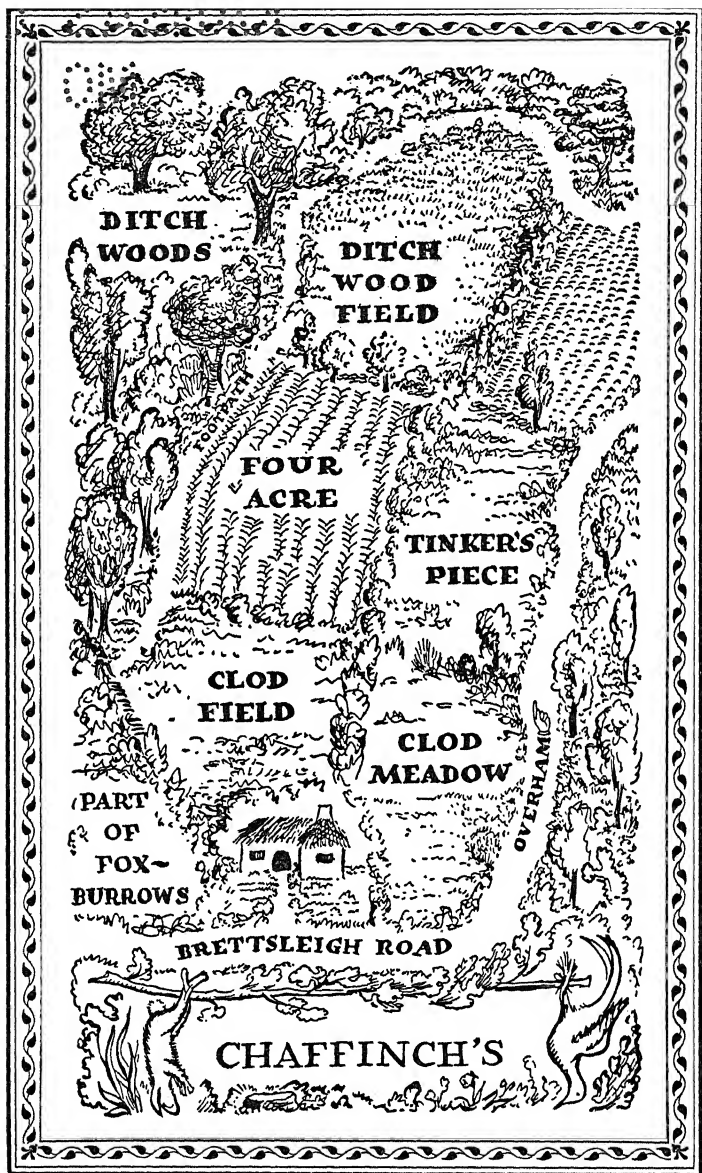 DITCH
WOODS
DITCH
WOOD
FIELD
FOOTPATH
FOUR
ACRE
TINKER'S
PIECE
CLOD
FIELD
CLOD
MEADOW
OVERHAM
PART
OF
FOX~
BURROWS
BRETTSLEIGH ROAD
CHAFFINCH'S